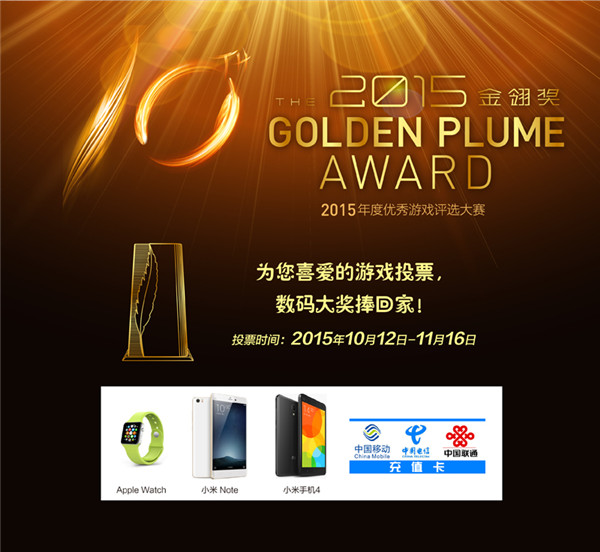 10TH
THE 2015 金翎奖
GOLDEN PLUME
AWARD
2015年度优秀游戏评选大赛
为您喜爱的游戏投票，
数码大奖捧回家！
投票时间：2015年10月12日-11月16日
中国移动 中国电信 中国联通
China Mobile CHINA TELECOM China unicom
充值卡
Apple Watch 小米 Note 小米手机4